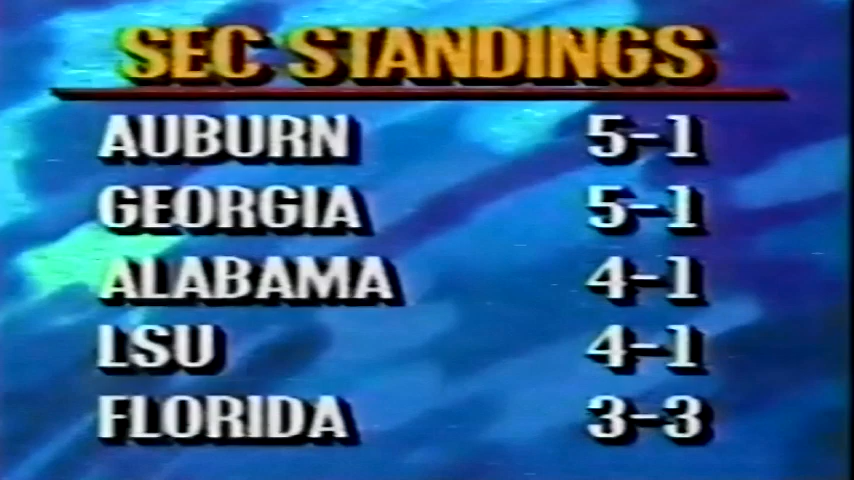 SEC STANDINGS
AUBURN 5-1
GEORGIA 5-1
ALABAMA 4-1
LSU 4-1
FLORIDA 3-3